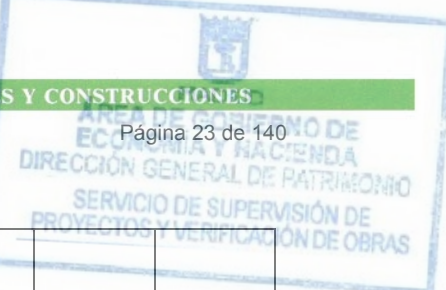 S Y CONSTRUCCIONES
ÁREA DE GOBIERNO DE
Página 23 de 140
ECONOMÍA Y HACIENDA
DIRECCIÓN GENERAL DE PATRIMONIO
SERVICIO DE SUPERVISIÓN DE
PROYECTOS Y VERIFICACIÓN DE OBRAS